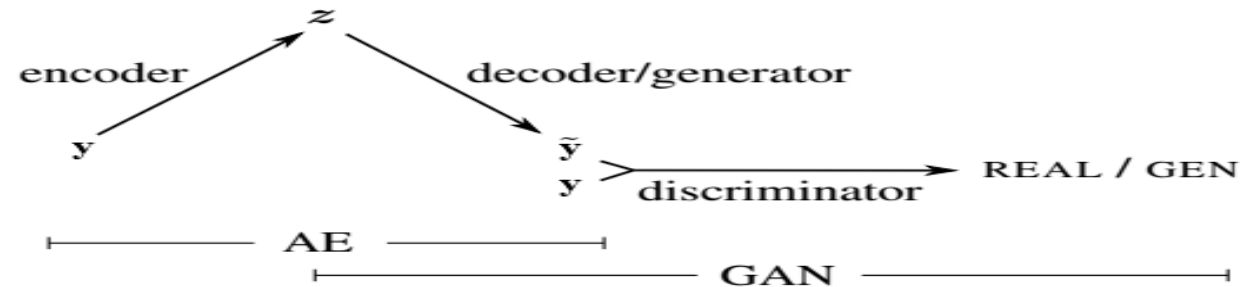 z
encoder decoder/generator
y ỹ
y
REAL / GEN
discriminator
AE
GAN